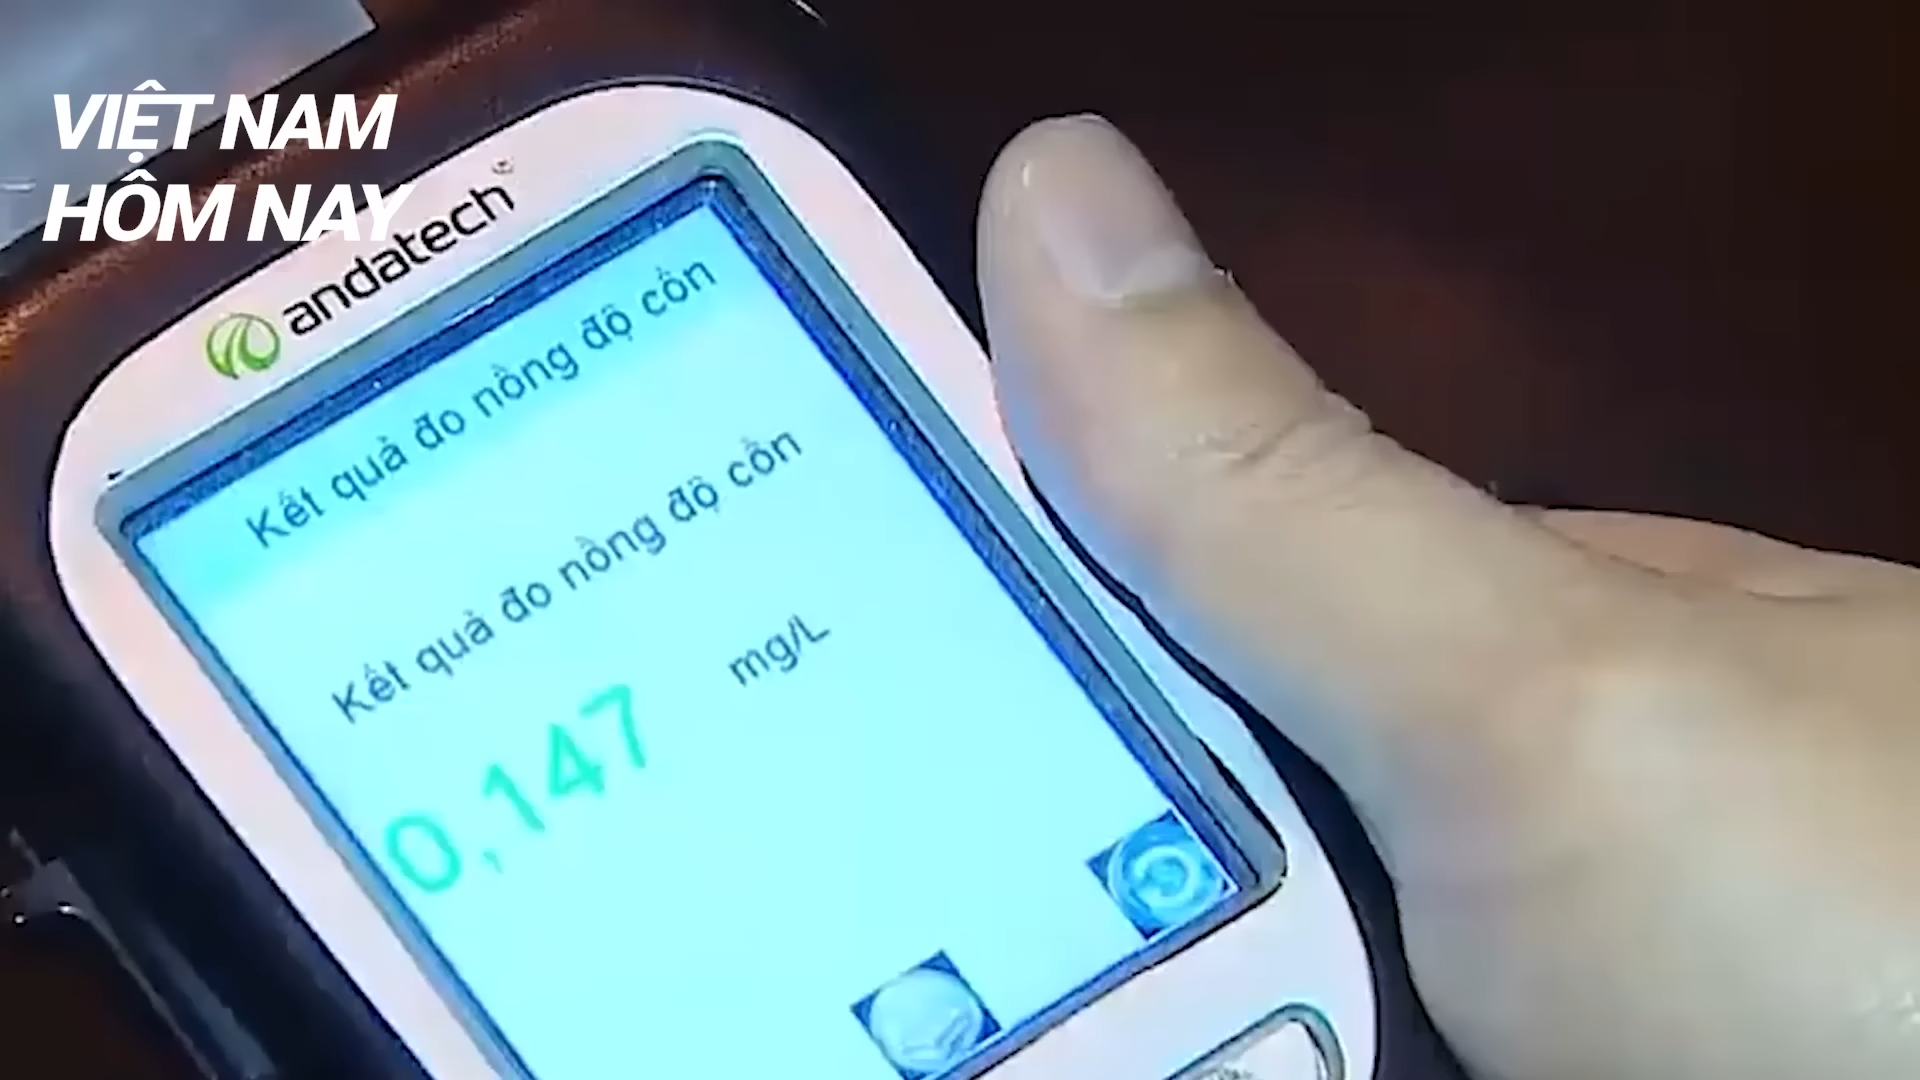 VIỆT NAM
HÔM NAY
andatech
Kết quả đo nồng độ cồn
Kết quả đo nồng độ cồn
0,147 mg/L